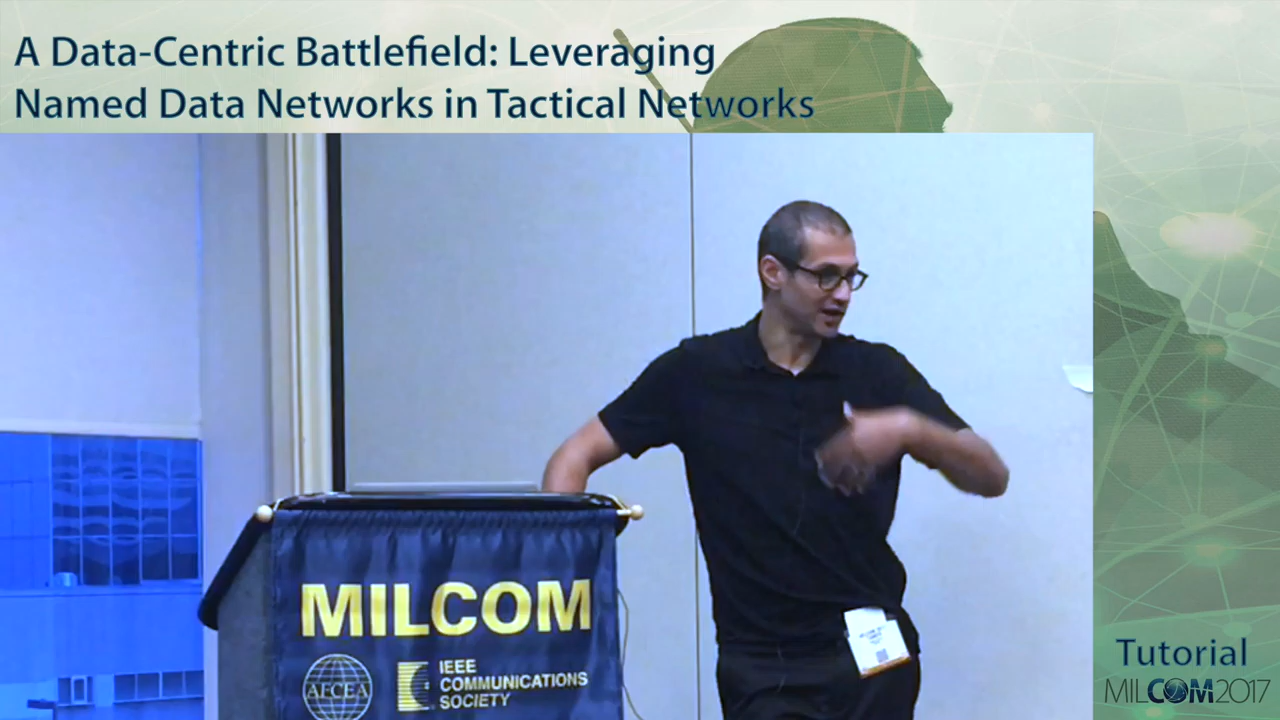 A Data-Centric Battlefield: Leveraging
Named Data Networks in Tactical Networks
MILCOM
AFCEA
IEEE
COMMUNICATIONS
SOCIETY
Tutorial
MILCOM2017